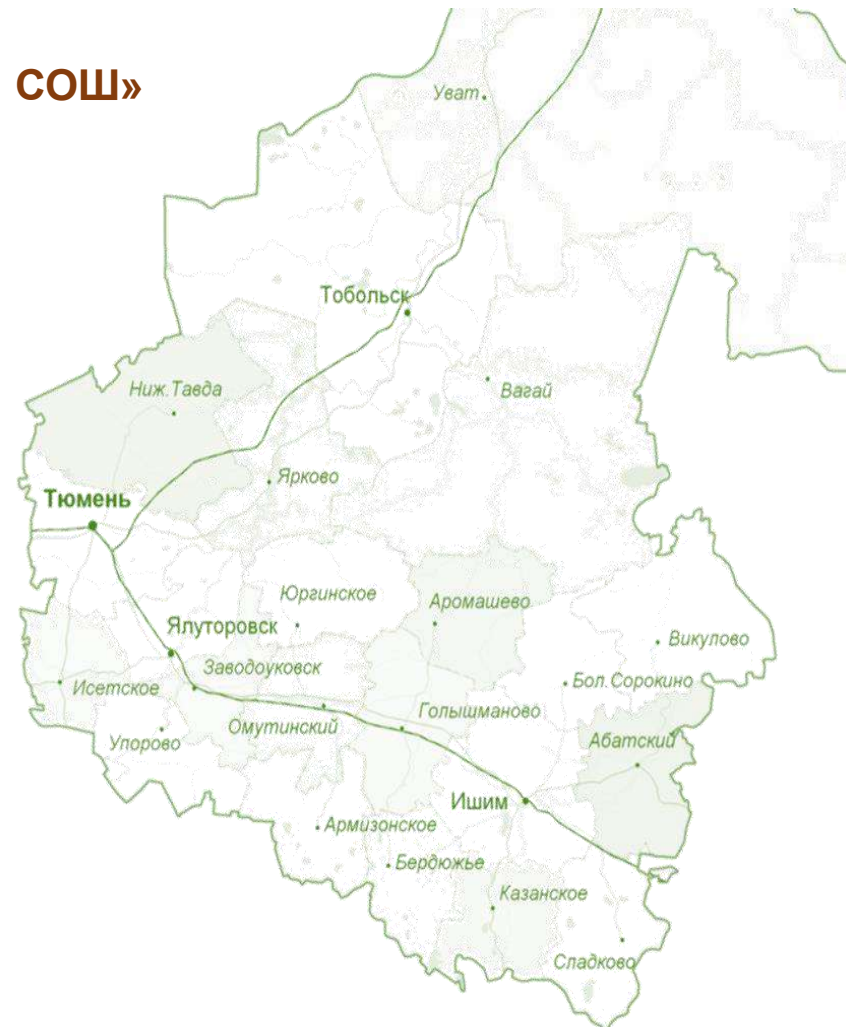 СОШ»
Уват
Тобольск
Вагай
Ниж.Тавда
Ярково
Тюмень
Юргинское
Аромашево
Ялуторовск
Викулово
Заводоуковск
Бол.Сорокино
Исетское
Голышманово
Омутинский
Упорово
Абатский
Ишим
Армизонское
Бердюжье
Казанское
Сладково